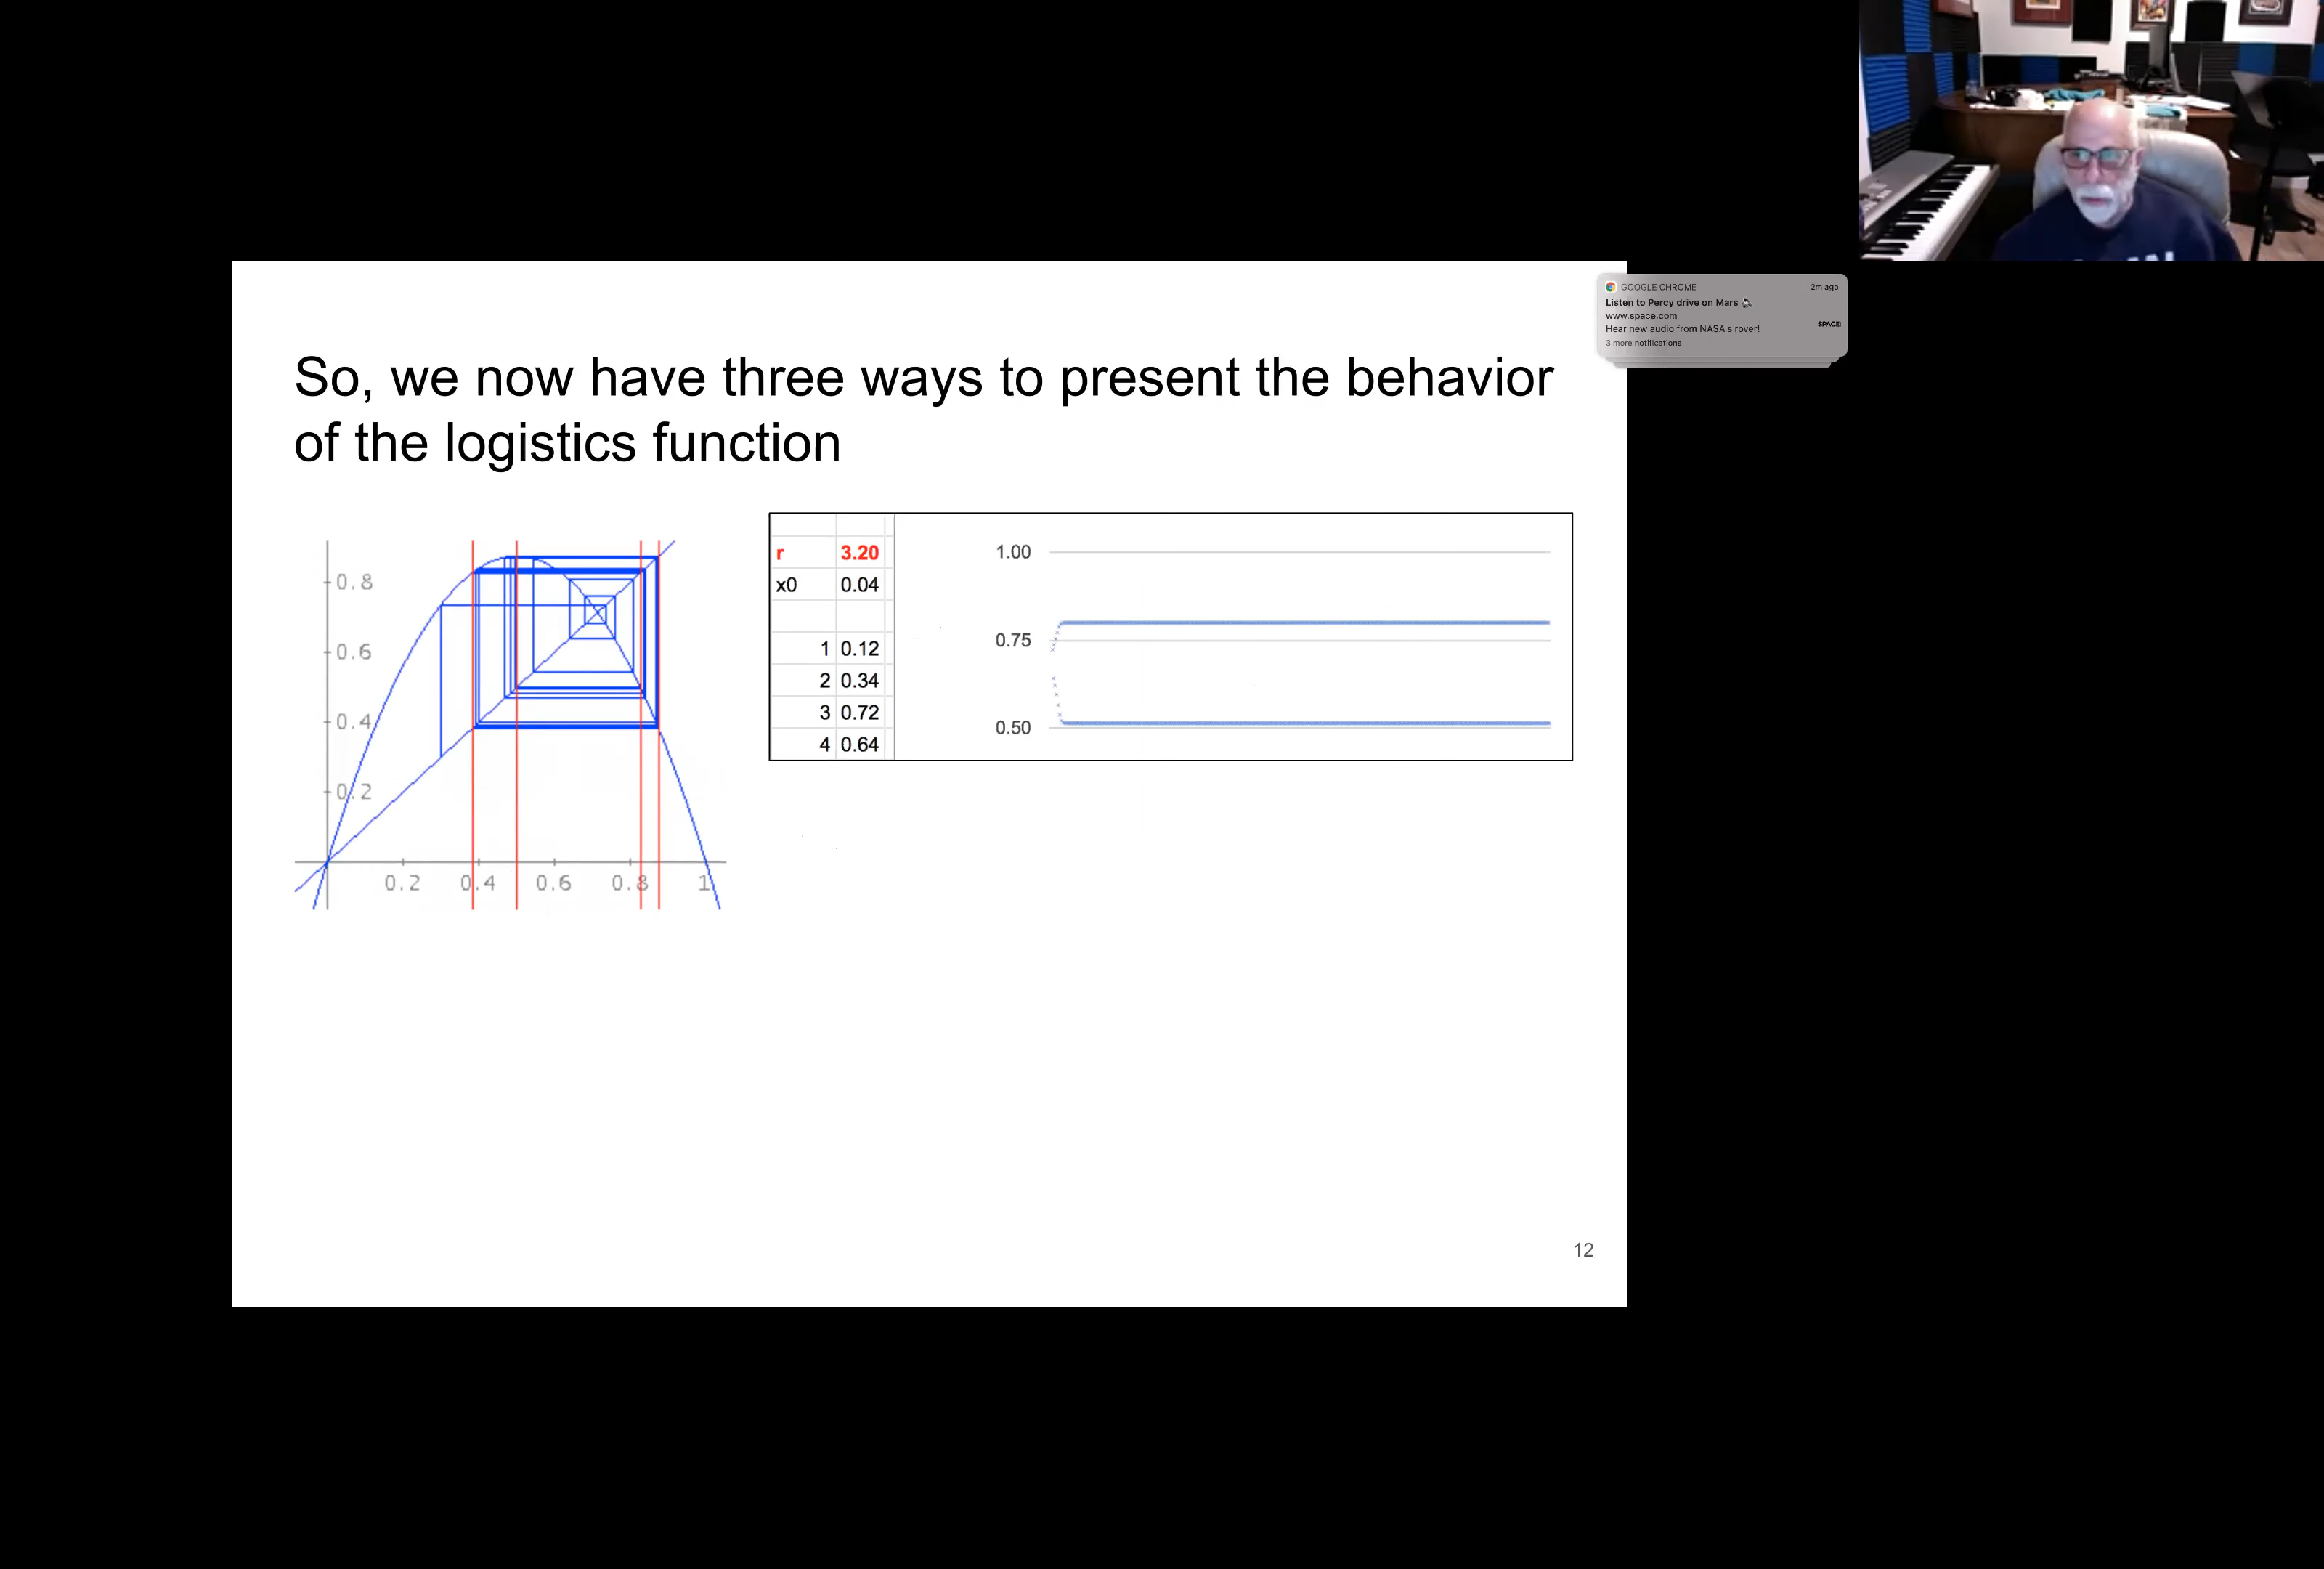 GOOGLE CHROME 2m ago
Listen to Percy drive on Mars 🔊
www.space.com
SPACE
Hear new audio from NASA's rover!
3 more notifications
So, we now have three ways to present the behavior
of the logistics function
0.8
0.6
0.4
0.2
0.2 0.4 0.6 0.8 1
r 3.20
x0 0.04
1 0.12
2 0.34
3 0.72
4 0.64
1.00
0.75
0.50
12